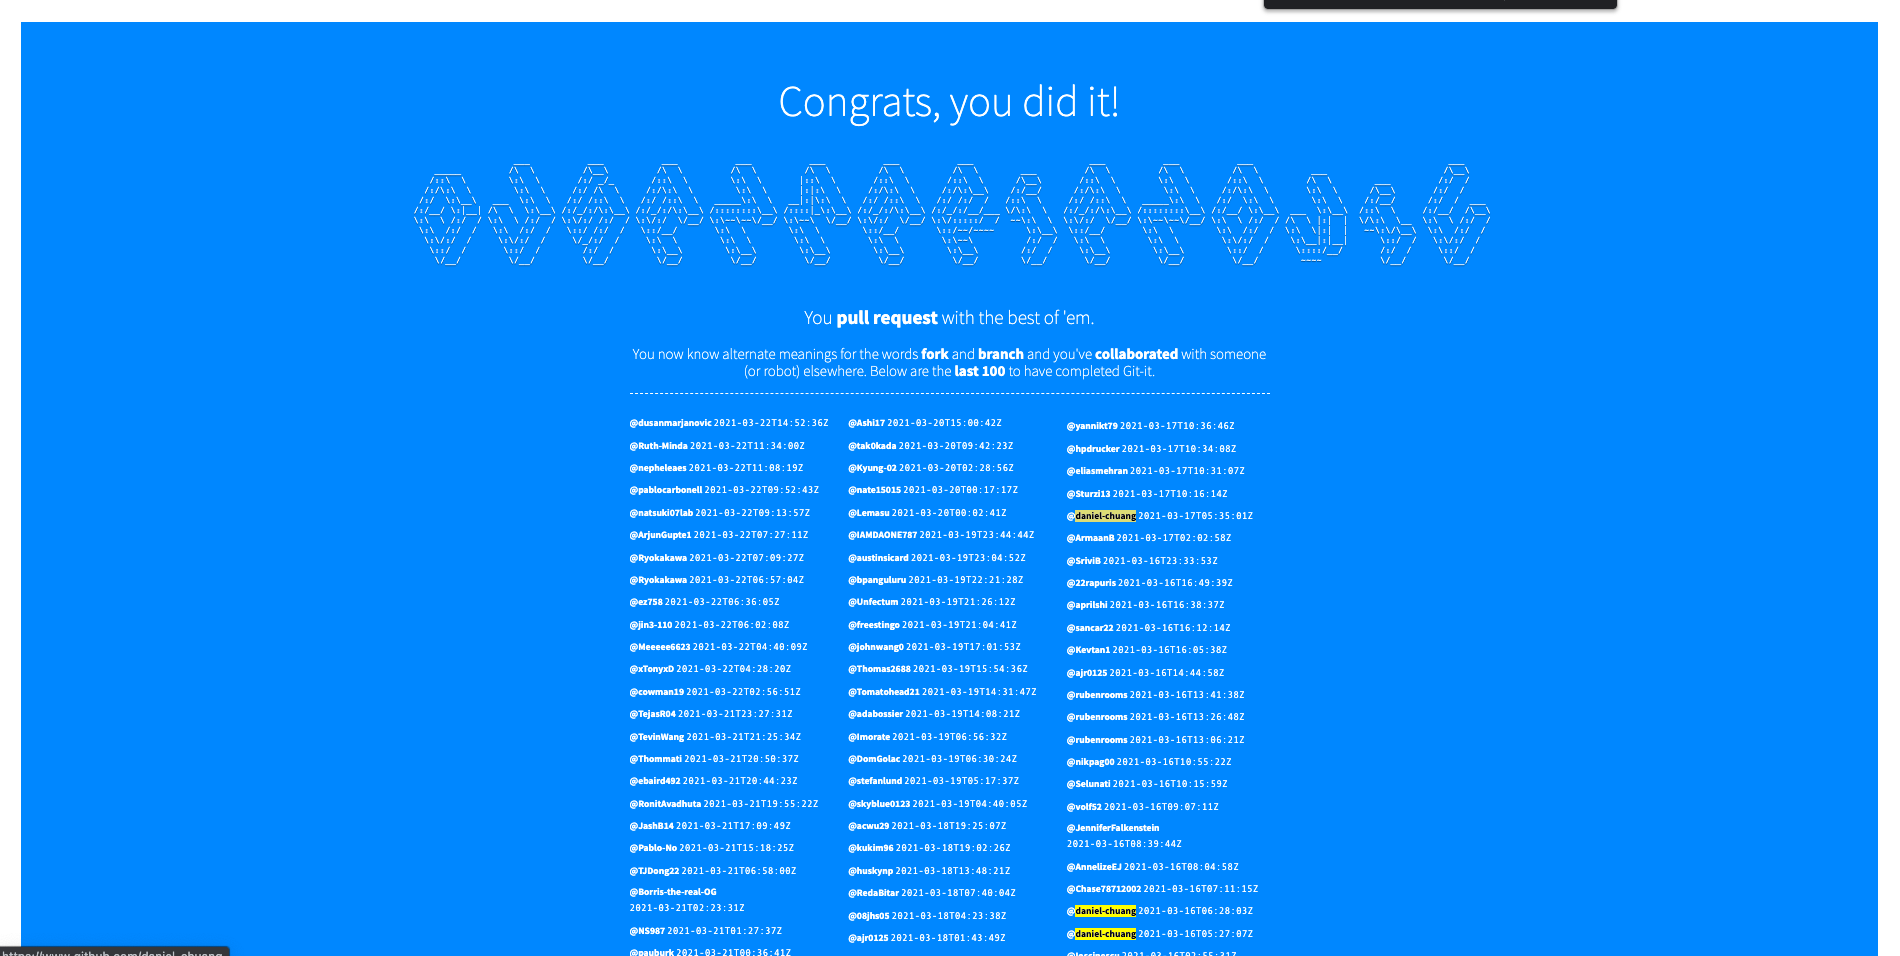 Congrats, you did it!
You pull request with the best of 'em.
You now know alternate meanings for the words fork and branch and you've collaborated with someone
(or robot) elsewhere. Below are the last 100 to have completed Git-it.
@dusanmarjanovic 2021-03-22T14:52:36Z
@Ruth-Minda 2021-03-22T11:34:00Z
@nepheleaes 2021-03-22T11:08:19Z
@pablocarbonell 2021-03-22T09:52:43Z
@natsuki07lab 2021-03-22T09:13:57Z
@ArjunGupte1 2021-03-22T07:27:11Z
@Ryokakawa 2021-03-22T07:09:27Z
@Ryokakawa 2021-03-22T06:57:04Z
@ez758 2021-03-22T06:36:05Z
@jin3-110 2021-03-22T06:02:08Z
@Meeeee6623 2021-03-22T04:40:09Z
@xTonyxD 2021-03-22T04:28:20Z
@cowman19 2021-03-22T02:56:51Z
@TejasR04 2021-03-21T23:27:31Z
@TevinWang 2021-03-21T21:25:34Z
@Thommati 2021-03-21T20:50:37Z
@ebaird492 2021-03-21T20:44:23Z
@RonitAvadhuta 2021-03-21T19:55:22Z
@JashB14 2021-03-21T17:09:49Z
@Pablo-No 2021-03-21T15:18:25Z
@TJDong22 2021-03-21T06:58:00Z
@Borris-the-real-OG
2021-03-21T02:23:31Z
@NS987 2021-03-21T01:27:37Z
@pauburk 2021-03-21T00:36:41Z
@Ashi17 2021-03-20T15:00:42Z
@tak0kada 2021-03-20T09:42:23Z
@Kyung-02 2021-03-20T02:28:56Z
@nate15015 2021-03-20T00:17:17Z
@Lemasu 2021-03-20T00:02:41Z
@IAMDAONE787 2021-03-19T23:44:44Z
@austinsicard 2021-03-19T23:04:52Z
@bpanguluru 2021-03-19T22:21:28Z
@Unfectum 2021-03-19T21:26:12Z
@freestingo 2021-03-19T21:04:41Z
@johnwang0 2021-03-19T17:01:53Z
@Thomas2688 2021-03-19T15:54:36Z
@Tomatohead21 2021-03-19T14:31:47Z
@adabossier 2021-03-19T14:08:21Z
@Imorate 2021-03-19T06:56:32Z
@DomGolac 2021-03-19T06:30:24Z
@stefanlund 2021-03-19T05:17:37Z
@skyblue0123 2021-03-19T04:40:05Z
@acwu29 2021-03-18T19:25:07Z
@kukim96 2021-03-18T19:02:26Z
@huskynp 2021-03-18T13:48:21Z
@RedaBitar 2021-03-18T07:40:04Z
@08jhs05 2021-03-18T04:23:38Z
@ajr0125 2021-03-18T01:43:49Z
@yannikt79 2021-03-17T10:36:46Z
@hpdrucker 2021-03-17T10:34:08Z
@eliasmehran 2021-03-17T10:31:07Z
@Sturzi13 2021-03-17T10:16:14Z
@daniel-chuang 2021-03-17T05:35:01Z
@ArmaanB 2021-03-17T02:02:58Z
@SriviB 2021-03-16T23:33:53Z
@22rapuris 2021-03-16T16:49:39Z
@aprilshi 2021-03-16T16:38:37Z
@sancar22 2021-03-16T16:12:14Z
@Kevtan1 2021-03-16T16:05:38Z
@ajr0125 2021-03-16T14:44:58Z
@rubenrooms 2021-03-16T13:41:38Z
@rubenrooms 2021-03-16T13:26:48Z
@rubenrooms 2021-03-16T13:06:21Z
@nikpag00 2021-03-16T10:55:22Z
@Selunati 2021-03-16T10:15:59Z
@volf52 2021-03-16T09:07:11Z
@JenniferFalkenstein
2021-03-16T08:39:44Z
@AnnelizeEJ 2021-03-16T08:04:58Z
@Chase78712002 2021-03-16T07:11:15Z
@daniel-chuang 2021-03-16T06:28:03Z
@daniel-chuang 2021-03-16T05:27:07Z
https://www.github.com/daniel-chuang